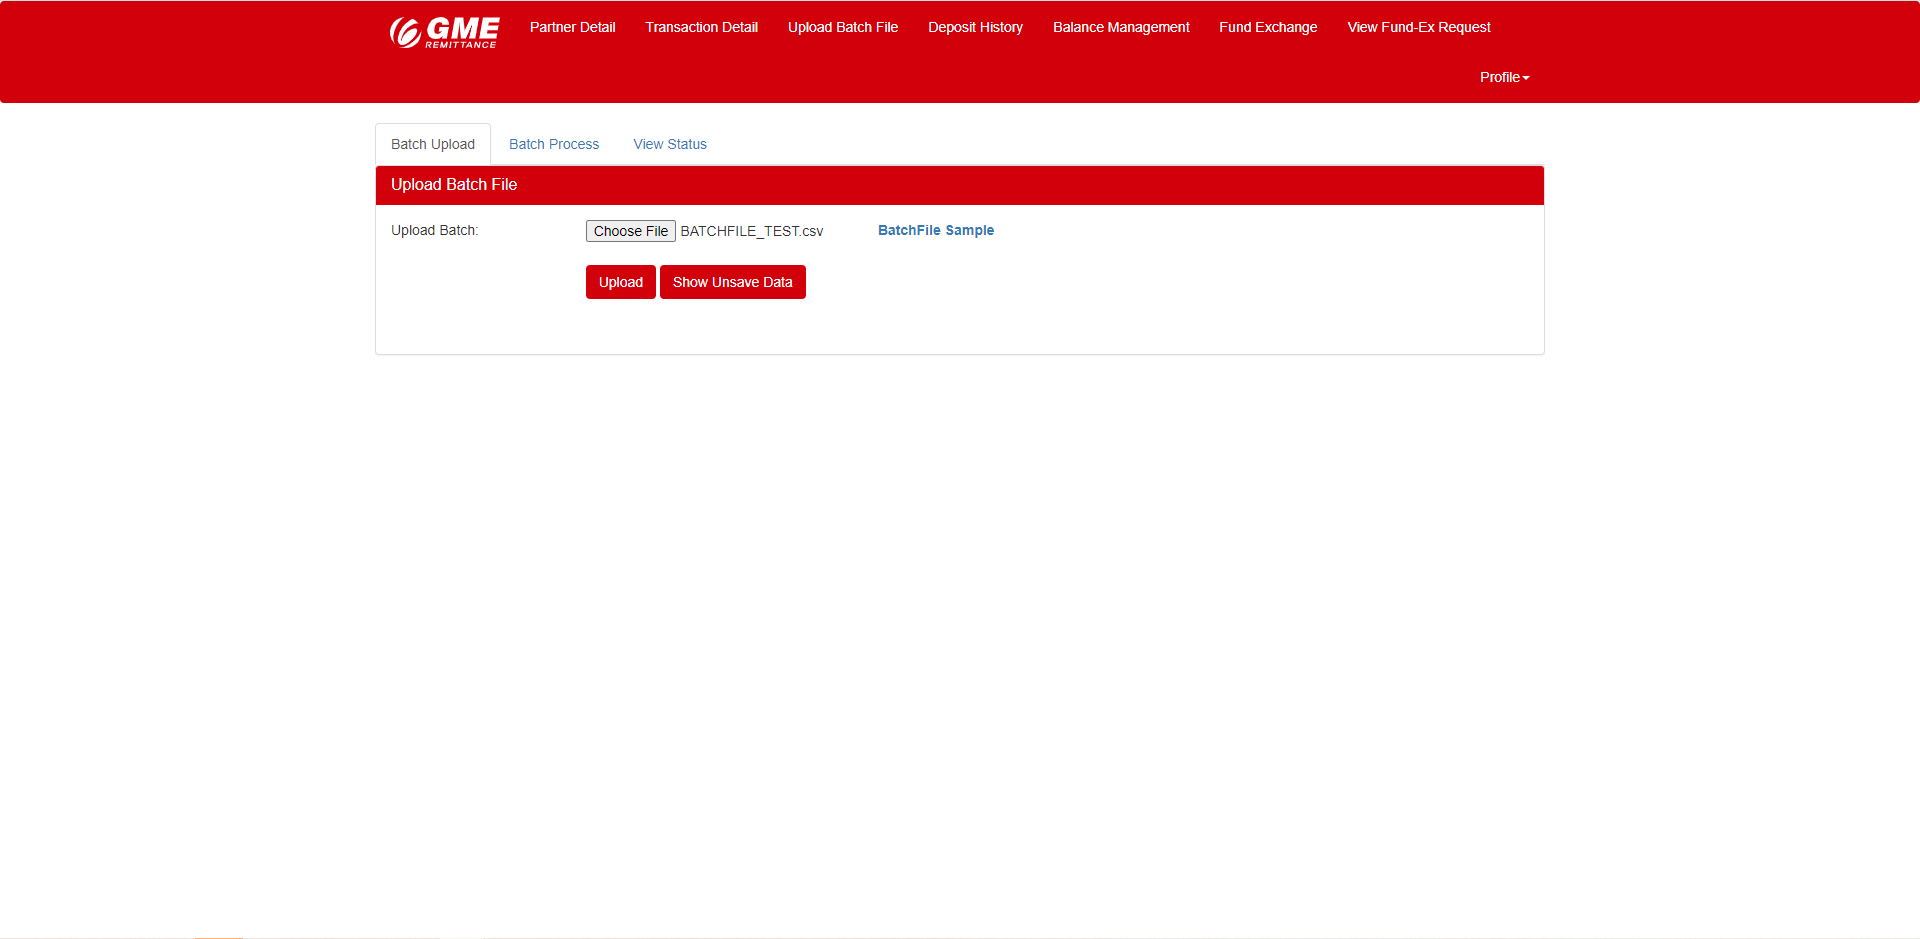 GME
REMITTANCE
Partner Detail Transaction Detail Upload Batch File Deposit History Balance Management Fund Exchange View Fund-Ex Request
Profile
Batch Upload Batch Process View Status
Upload Batch File
Upload Batch: Choose File BATCHFILE_TEST.csv BatchFile Sample
Upload Show Unsave Data